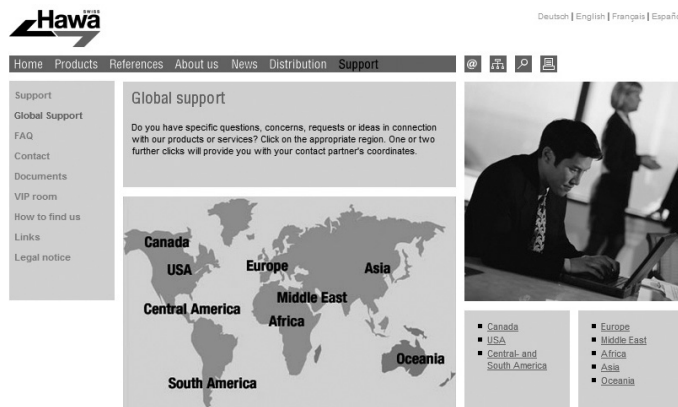 Hawa
SWISS
Deutsch | English | Français | Españo
Home Products References About us News Distribution Support
@
Support
Global Support
FAQ
Contact
Documents
VIP room
How to find us
Links
Legal notice
Global support
Do you have specific questions, concerns, requests or ideas in connection
with our products or services? Click on the appropriate region. One or two
further clicks will provide you with your contact partner's coordinates.
Canada
USA
Central America
South America
Europe
Middle East
Africa
Asia
Oceania
Canada
USA
Central- and
South America
Europe
Middle East
Africa
Asia
Oceania